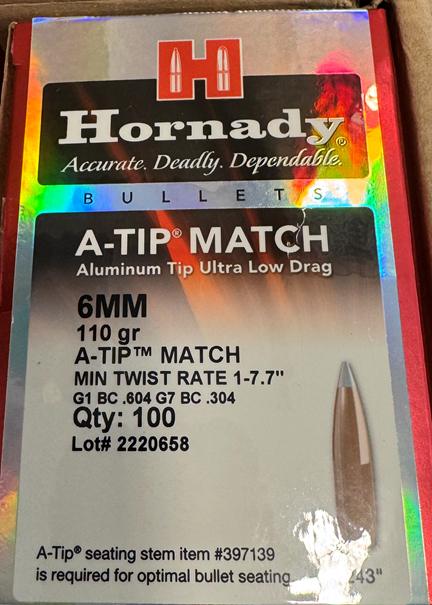 H
Hornady®
Accurate. Deadly. Dependable.
BULLETS
A-TIP® MATCH
Aluminum Tip Ultra Low Drag
6MM
110 gr
A-TIP™ MATCH
MIN TWIST RATE 1-7.7"
G1 BC .604 G7 BC .304
Qty: 100
Lot# 2220658
A-Tip® seating stem item #397139
is required for optimal bullet seating
43"